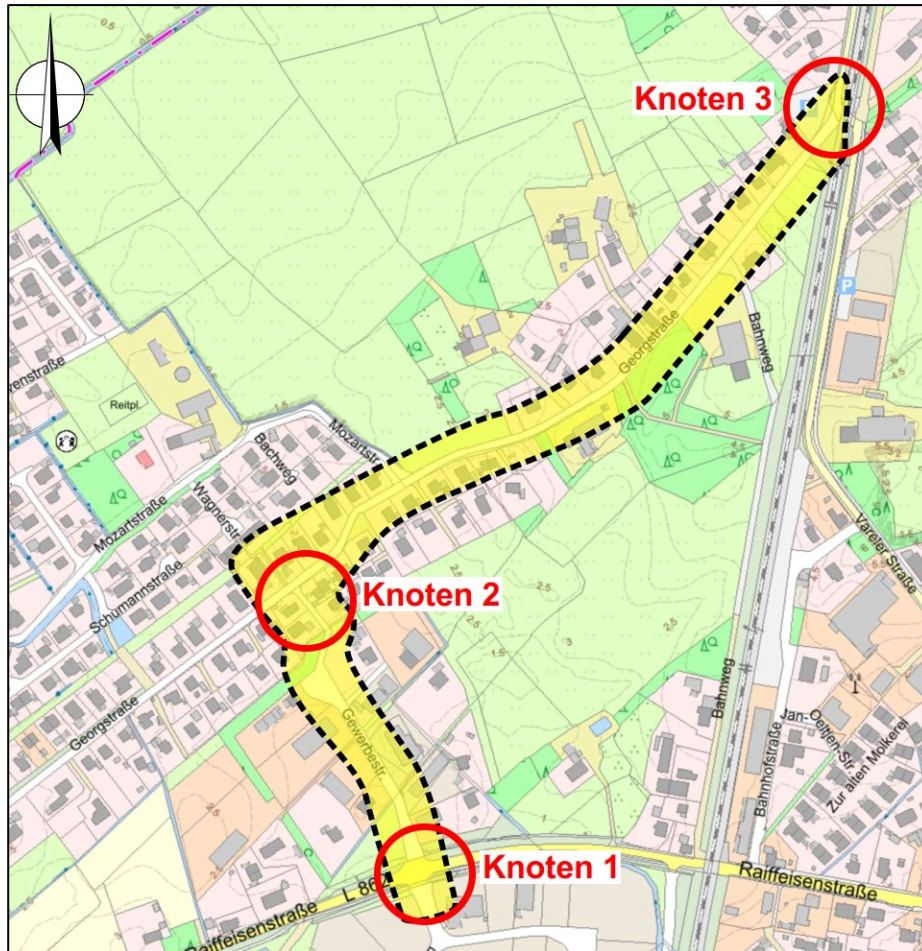 Knoten 3
P
Georgstraße
Bahnweg
Reitpl.
Mozartstr.
Bachweg
Wagnerstr.
Mozartstraße
Schumannstraße
Knoten 2
Vareler Straße
Georgstraße
Gewerbestr.
Bahnweg
Bahnhofstraße
Jan-Oeltjen-Str.
Zur alten Molkerei
Knoten 1
Raiffeisenstraße
L 862
Raiffeisenstraße